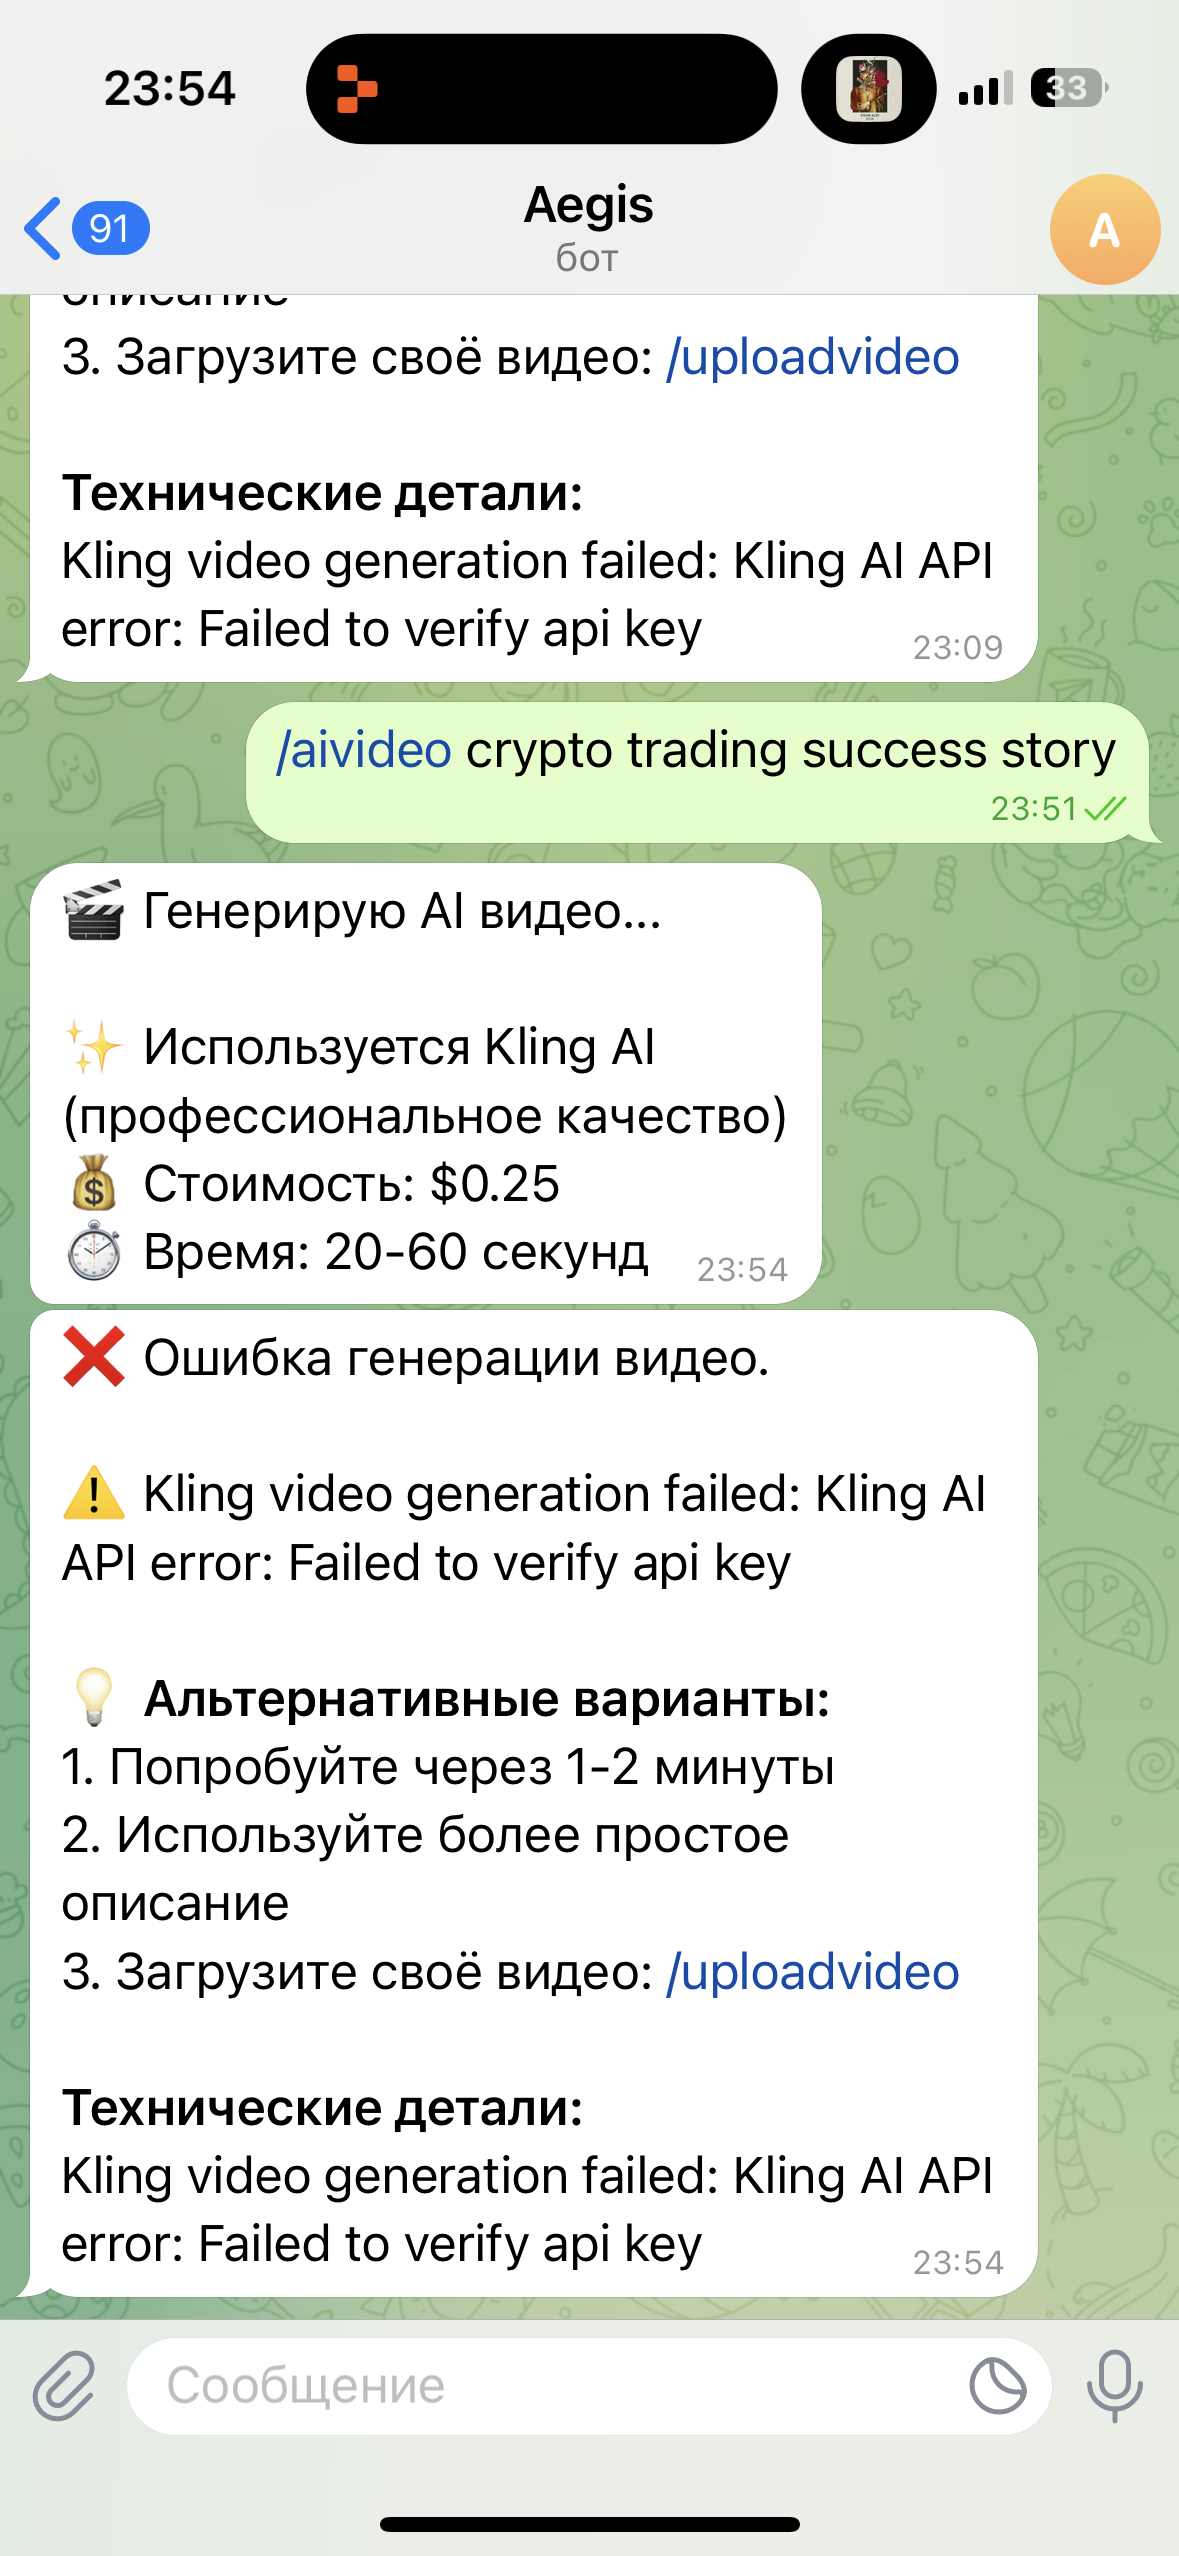 23:54
33
91
Aegis
бот
A
описание
3. Загрузите своё видео: /uploadvideo
Технические детали:
Kling video generation failed: Kling AI API
error: Failed to verify api key
23:09
/aivideo crypto trading success story
23:51
Генерирую AI видео...
Используется Kling AI
(профессиональное качество)
Стоимость: $0.25
Время: 20-60 секунд
23:54
Ошибка генерации видео.
Kling video generation failed: Kling AI
API error: Failed to verify api key
Альтернативные варианты:
1. Попробуйте через 1-2 минуты
2. Используйте более простое
описание
3. Загрузите своё видео: /uploadvideo
Технические детали:
Kling video generation failed: Kling AI API
error: Failed to verify api key
23:54
Сообщение